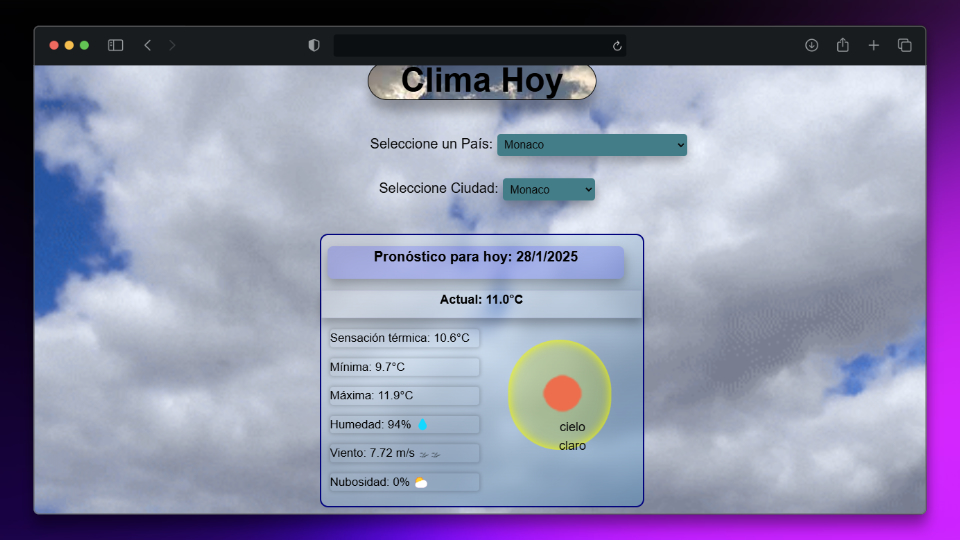 Clima Hoy
Seleccione un País: Monaco
Seleccione Ciudad: Monaco
Pronóstico para hoy: 28/1/2025
Actual: 11.0°C
Sensación térmica: 10.6°C
Mínima: 9.7°C
Máxima: 11.9°C
Humedad: 94%
Viento: 7.72 m/s
Nubosidad: 0%
cielo
claro